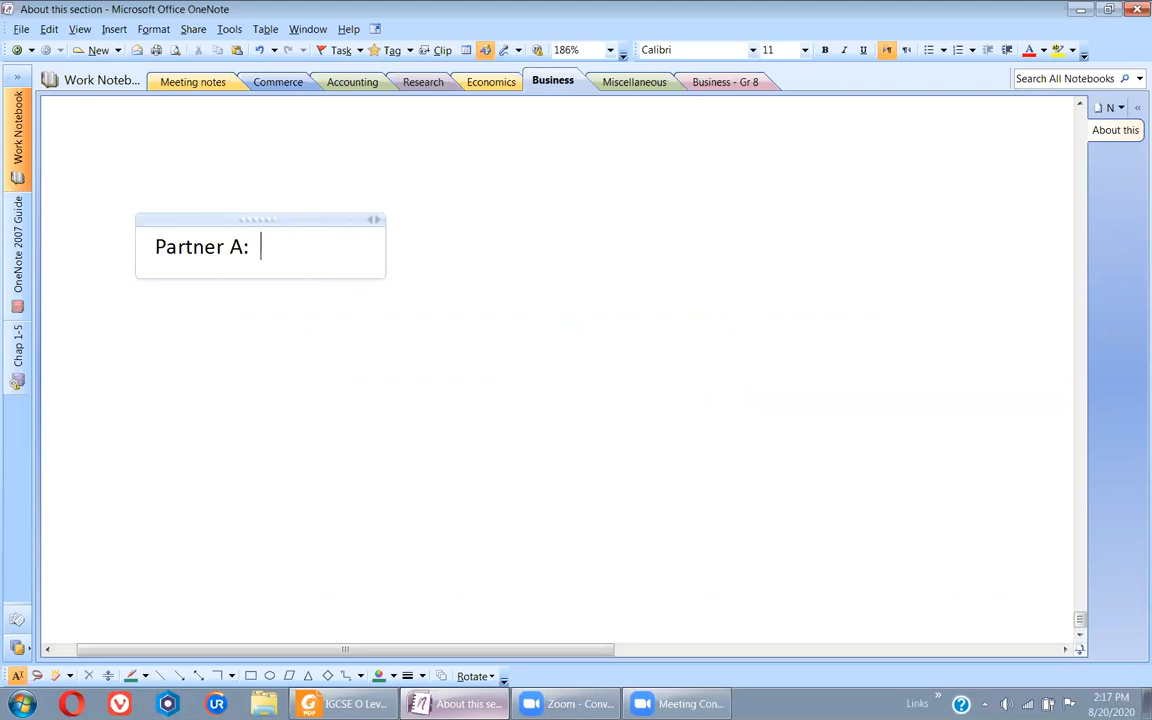 About this section - Microsoft Office OneNote
File Edit View Insert Format Share Tools Table Window Help
New Task Tag Clip 186% Calibri 11 B I U A
Work Noteb... Meeting notes Commerce Accounting Research Economics Business Miscellaneous Business - Gr 8 Search All Notebooks
N
About this
Work Notebook
OneNote 2007 Guide
Chap 1-5
Partner A:
Rotate
IGCSE O Lev... About this se... Zoom - Conv... Meeting Con... Links
UR
PDF
2:17 PM
8/20/2020